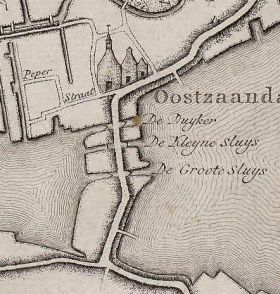 Peper
Straat
Oostzaanda
De Duyker
De Kleyne Sluys
De Groote Sluys